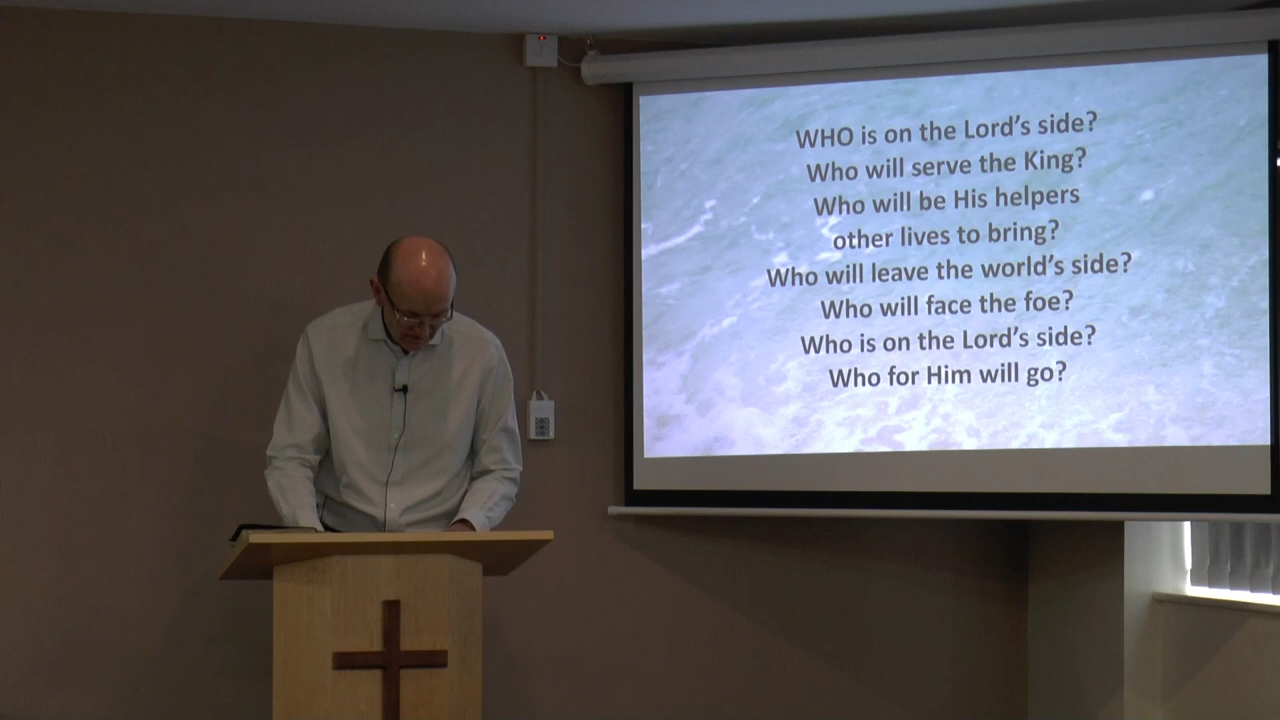 WHO is on the Lord's side?
Who will serve the King?
Who will be His helpers
other lives to bring?
Who will leave the world's side?
Who will face the foe?
Who is on the Lord's side?
Who for Him will go?